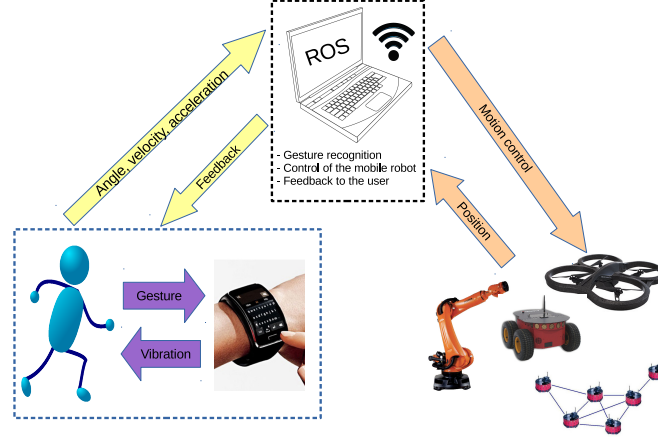 ROS
- Gesture recognition
- Control of the mobile robot
- Feedback to the user
Angle, velocity, acceleration
Feedback
Motion control
Position
Gesture
Vibration